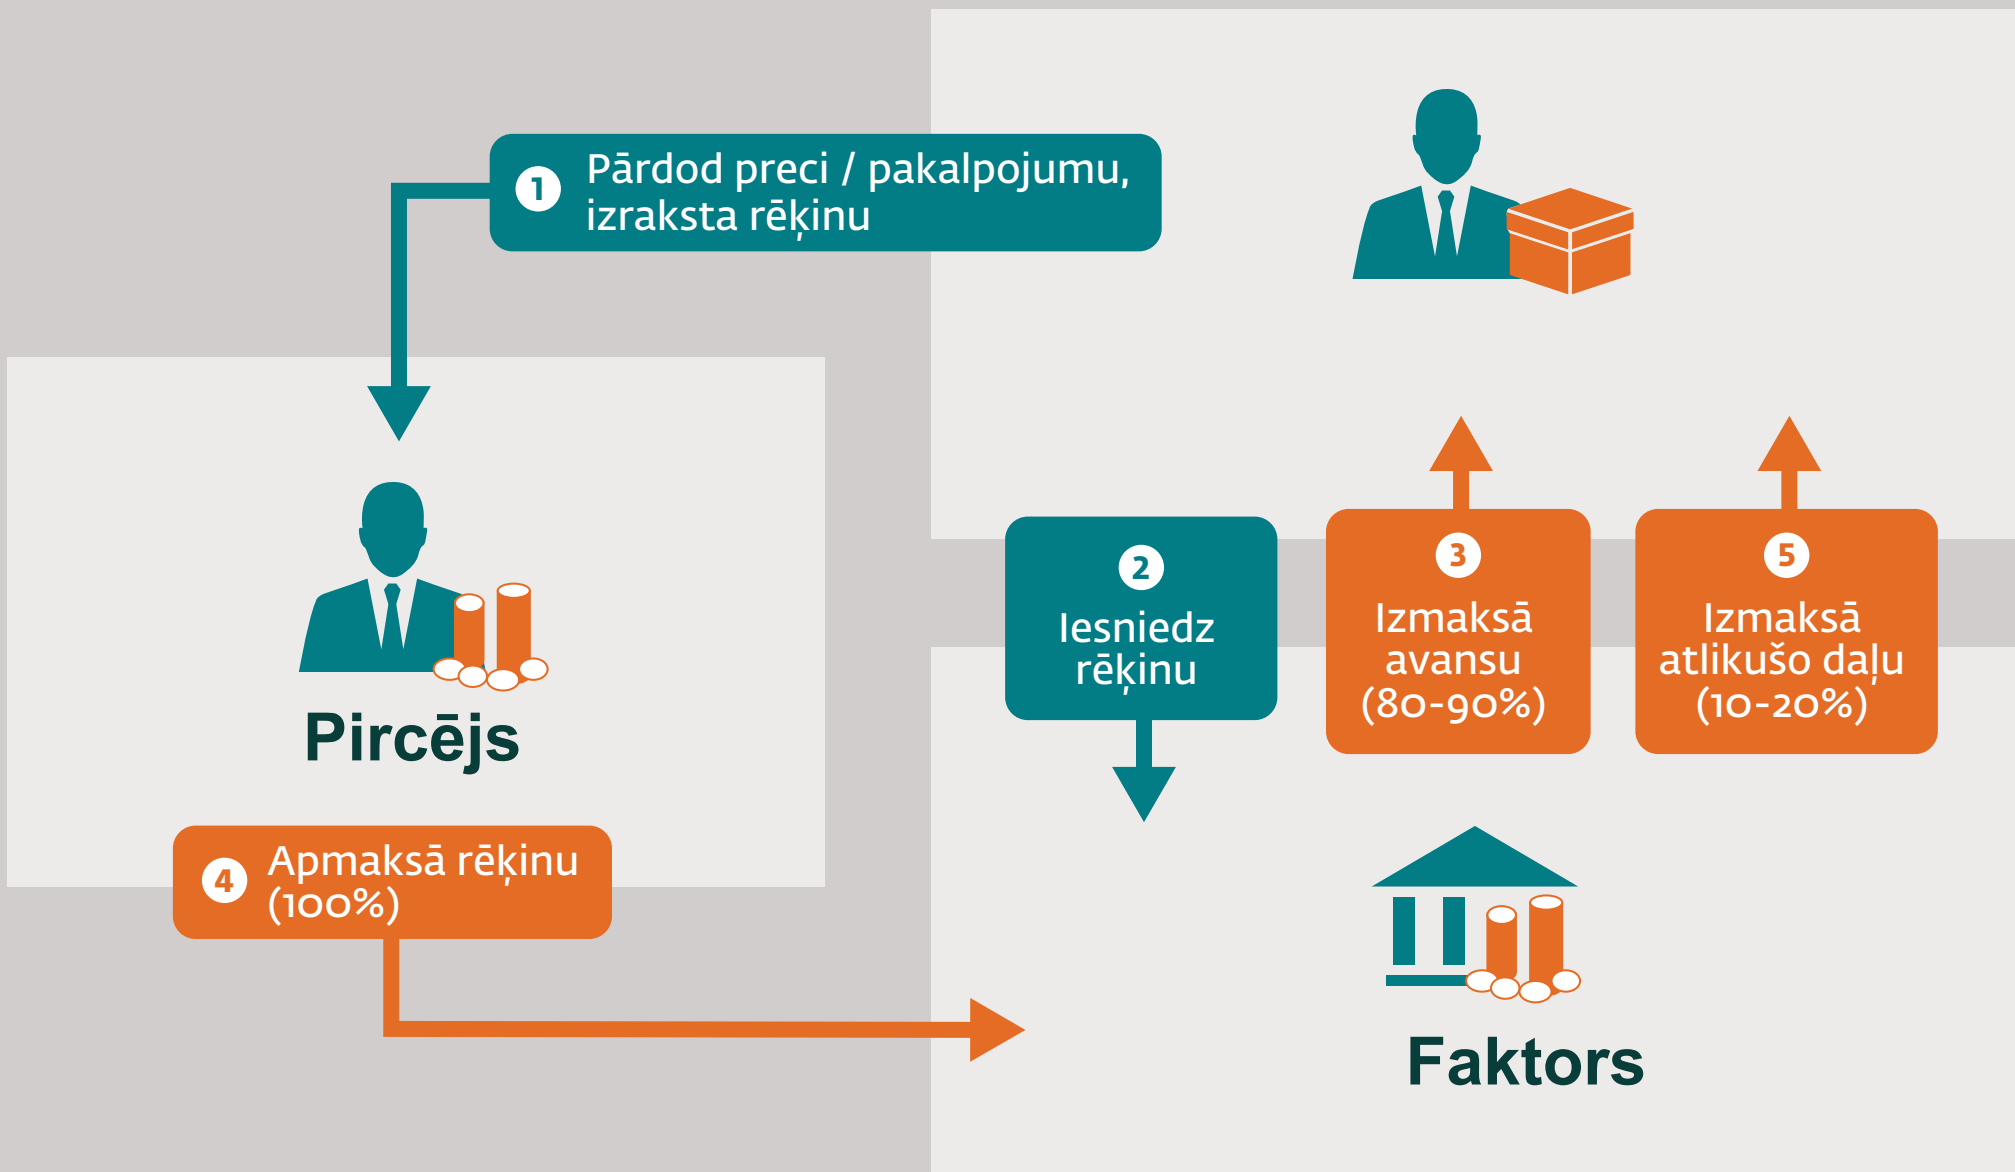 1
Pārdod preci / pakalpojumu,
izraksta rēķinu
Pircējs
2
Iesniedz
rēķinu
3
Izmaksā
avansu
(80-90%)
5
Izmaksā
atlikušo daļu
(10-20%)
4
Apmaksā rēķinu
(100%)
Faktors